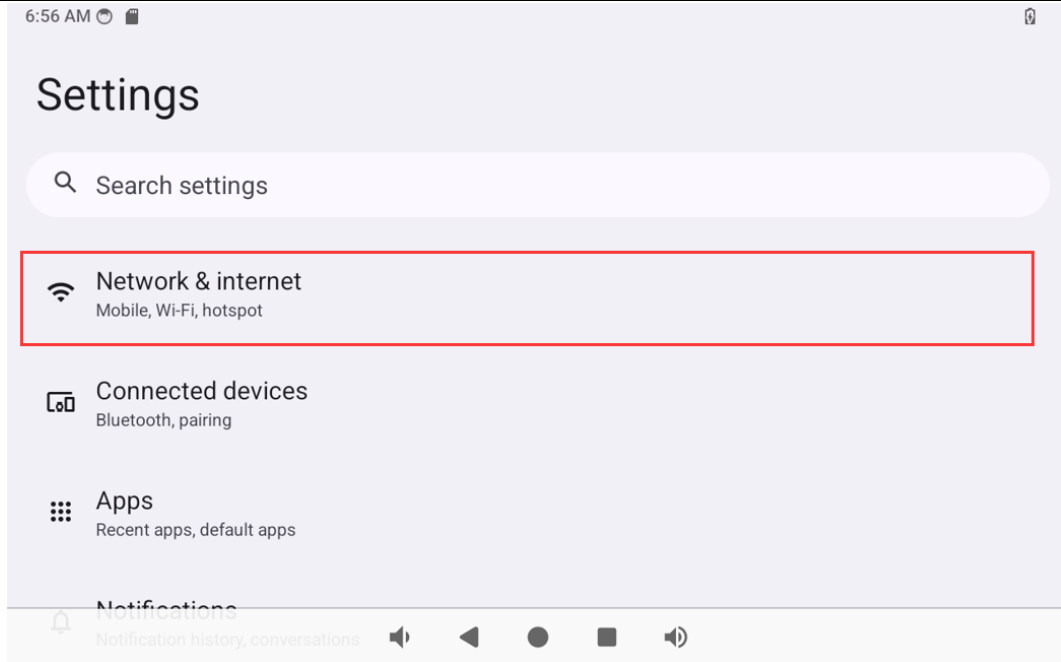 6:56 AM
Settings
Search settings
Network & internet
Mobile, Wi-Fi, hotspot
Connected devices
Bluetooth, pairing
Apps
Recent apps, default apps
Notifications
Notification history, conversations